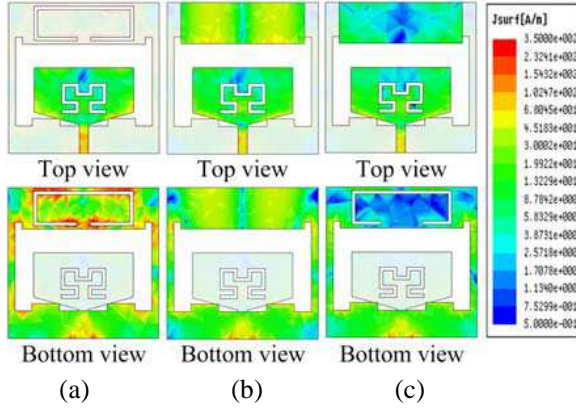 Jsurf[A/m]
3.5000e+002
2.3241e+002
1.5432e+002
1.0247e+002
6.8045e+001
4.5183e+001
3.0002e+001
1.9922e+001
1.3229e+001
8.7842e+000
5.8329e+000
3.8731e+000
2.5718e+000
1.7078e+000
1.1340e+000
7.5299e-001
5.0000e-001
Top view Top view Top view
Bottom view Bottom view Bottom view
(a) (b) (c)